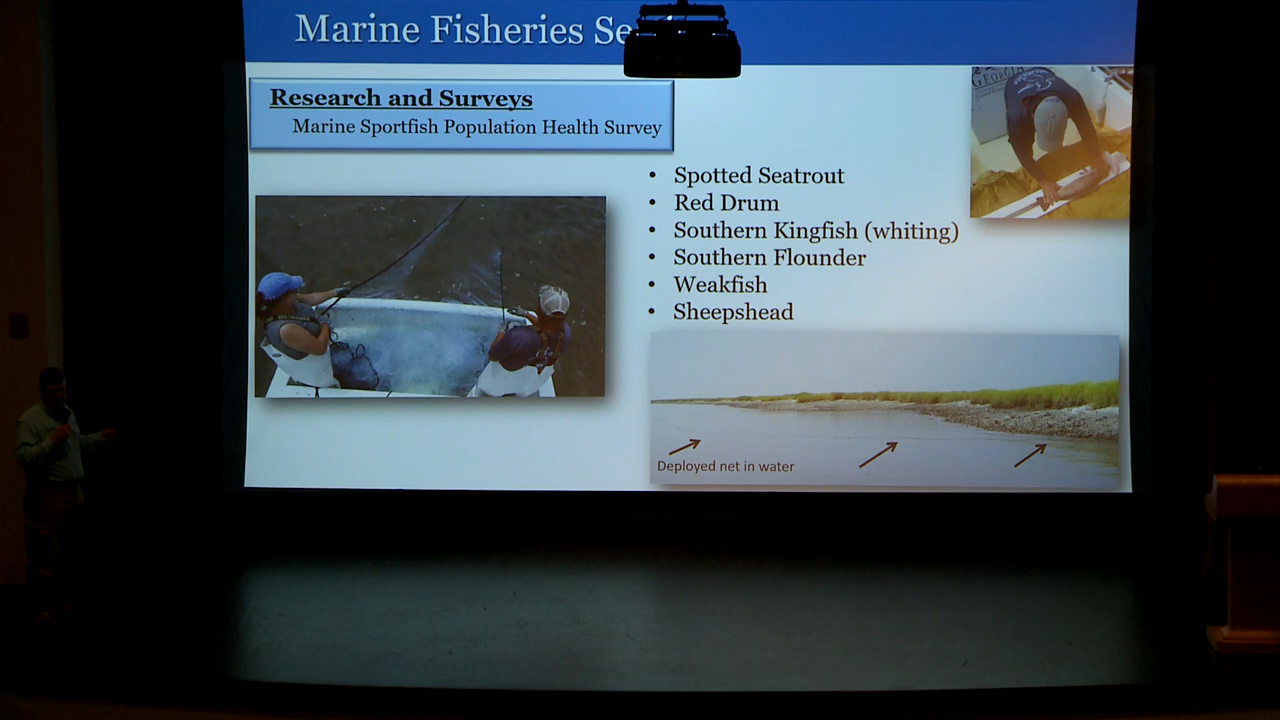 Marine Fisheries Se
Research and Surveys
Marine Sportfish Population Health Survey
GEORGIA
• Spotted Seatrout
• Red Drum
• Southern Kingfish (whiting)
• Southern Flounder
• Weakfish
• Sheepshead
Deployed net in water